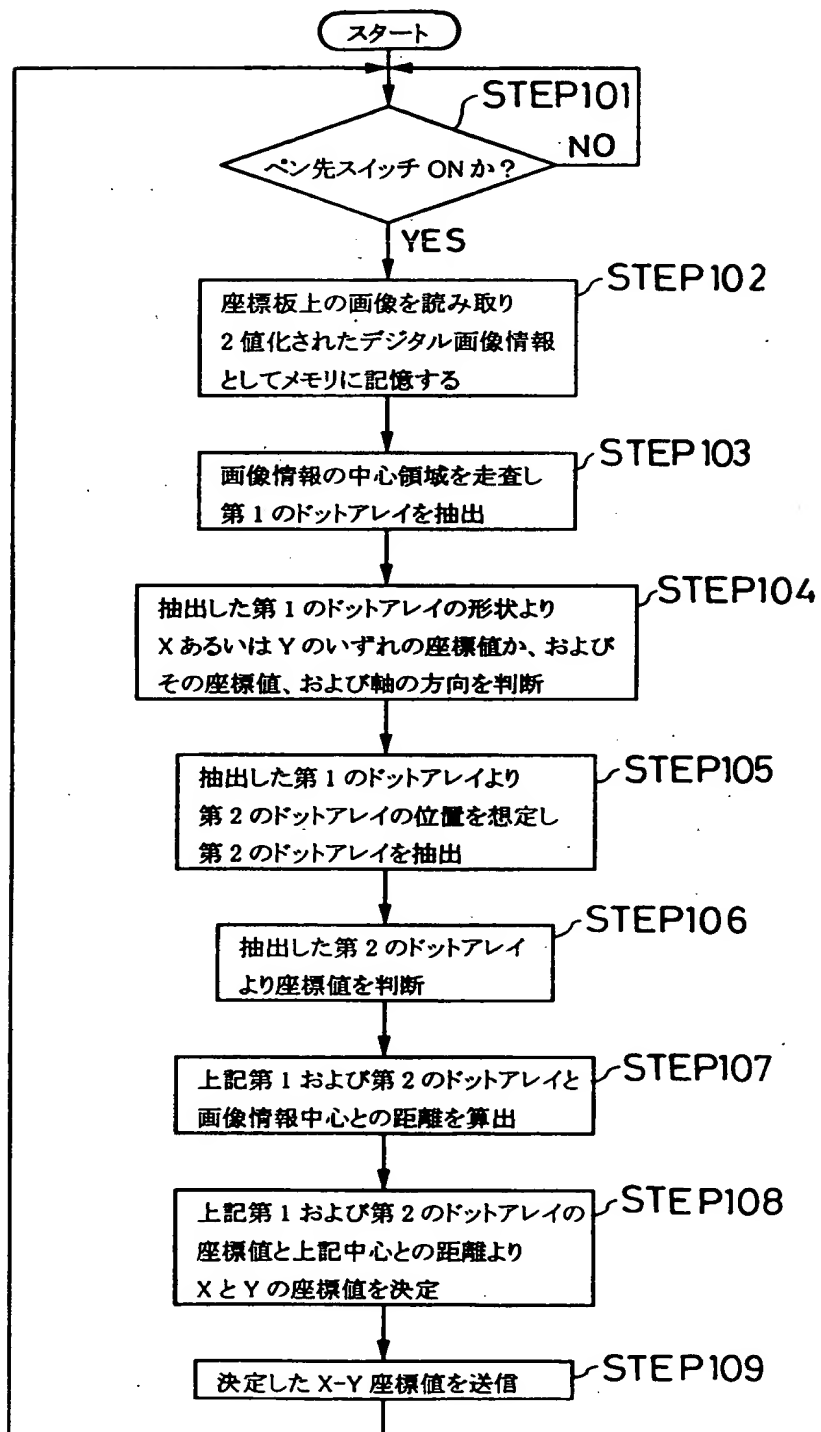 スタート
STEP101
ペン先スイッチ ONか?
NO
YES
STEP102
座標板上の画像を読み取り
2値化されたデジタル画像情報
としてメモリに記憶する
STEP103
画像情報の中心領域を走査し
第1のドットアレイを抽出
STEP104
抽出した第1のドットアレイの形状より
XあるいはYのいずれの座標値か、および
その座標値、および軸の方向を判断
STEP105
抽出した第1のドットアレイより
第2のドットアレイの位置を想定し
第2のドットアレイを抽出
STEP106
抽出した第2のドットアレイ
より座標値を判断
STEP107
上記第1および第2のドットアレイと
画像情報中心との距離を算出
STEP108
上記第1および第2のドットアレイの
座標値と上記中心との距離より
XとYの座標値を決定
STEP109
決定したX-Y座標値を送信